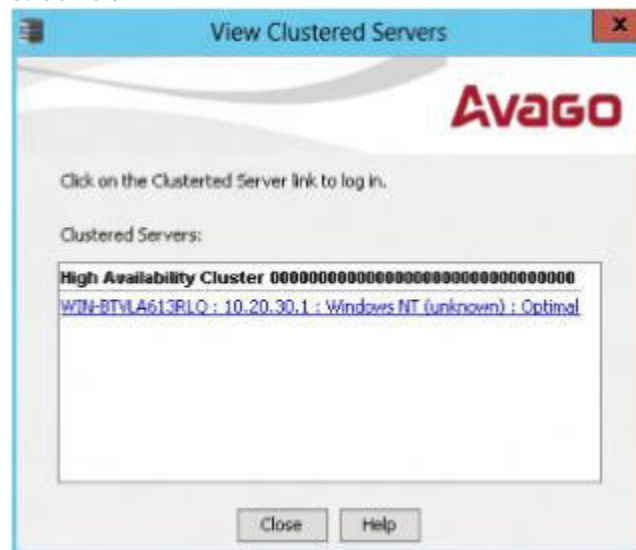 View Clustered Servers
x
Avago
Click on the Clusterted Server link to log in.
Clustered Servers:
High Availability Cluster 00000000000000000000000000000000
WIN-BTVLA613RLQ : 10.20.30.1 : Windows NT (unknown) : Optimal
Close Help